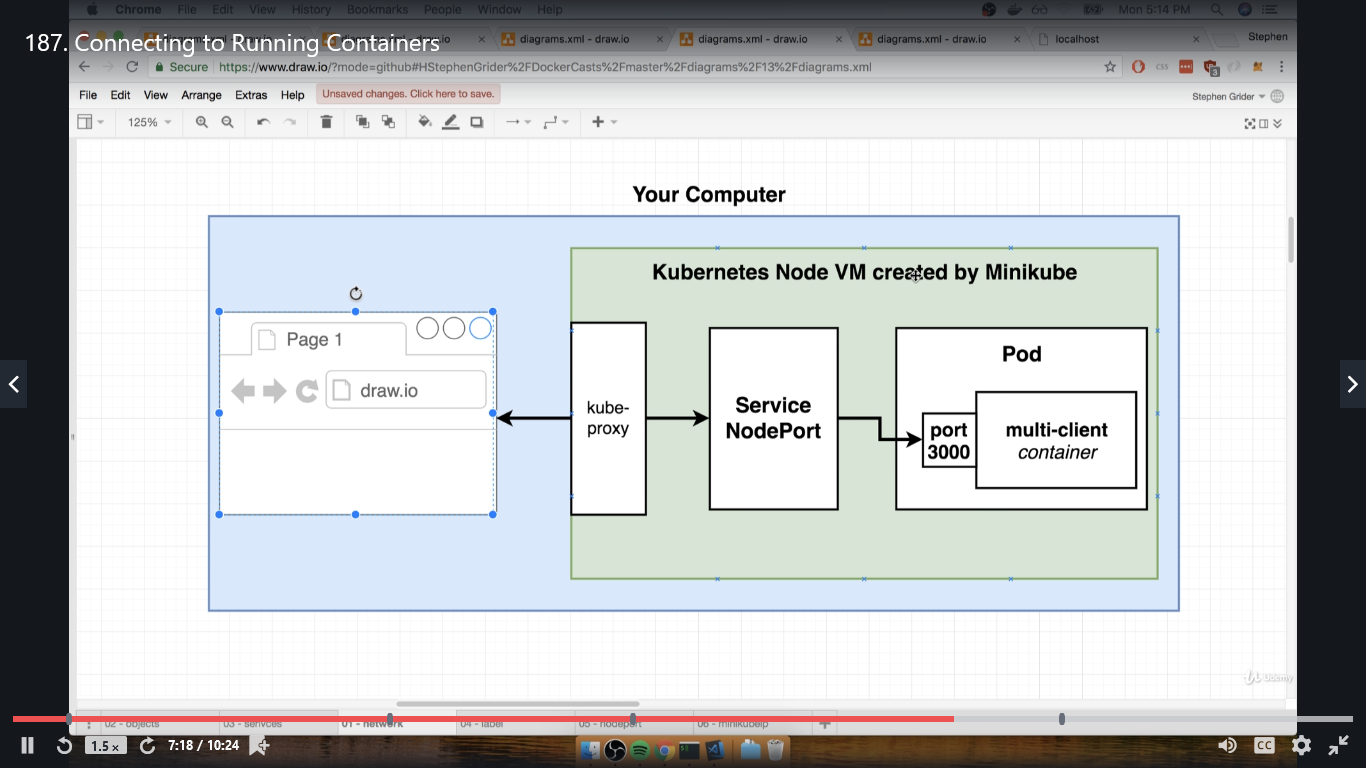 Chrome File Edit View History Bookmarks People Window Help Mon 5:14 PM
187. Connecting to Running Containers
diagrams.xml - draw.io diagrams.xml - draw.io diagrams.xml - draw.io localhost Stephen
Secure https://www.draw.io/?mode=github#HStephenGrider%2FDockerCasts%2Fmaster%2Fdiagrams%2F13%2Fdiagrams.xml
File Edit View Arrange Extras Help Unsaved changes. Click here to save. Stephen Grider
125%
Your Computer
Kubernetes Node VM created by Minikube
Page 1
draw.io
kube-
proxy
Service
NodePort
Pod
port
3000
multi-client
container
Udemy
02 - objects 03 - serivces 01 - network 04 - label 05 - nodeport 06 - minikubeip
1.5 x 7:18 / 10:24 CC